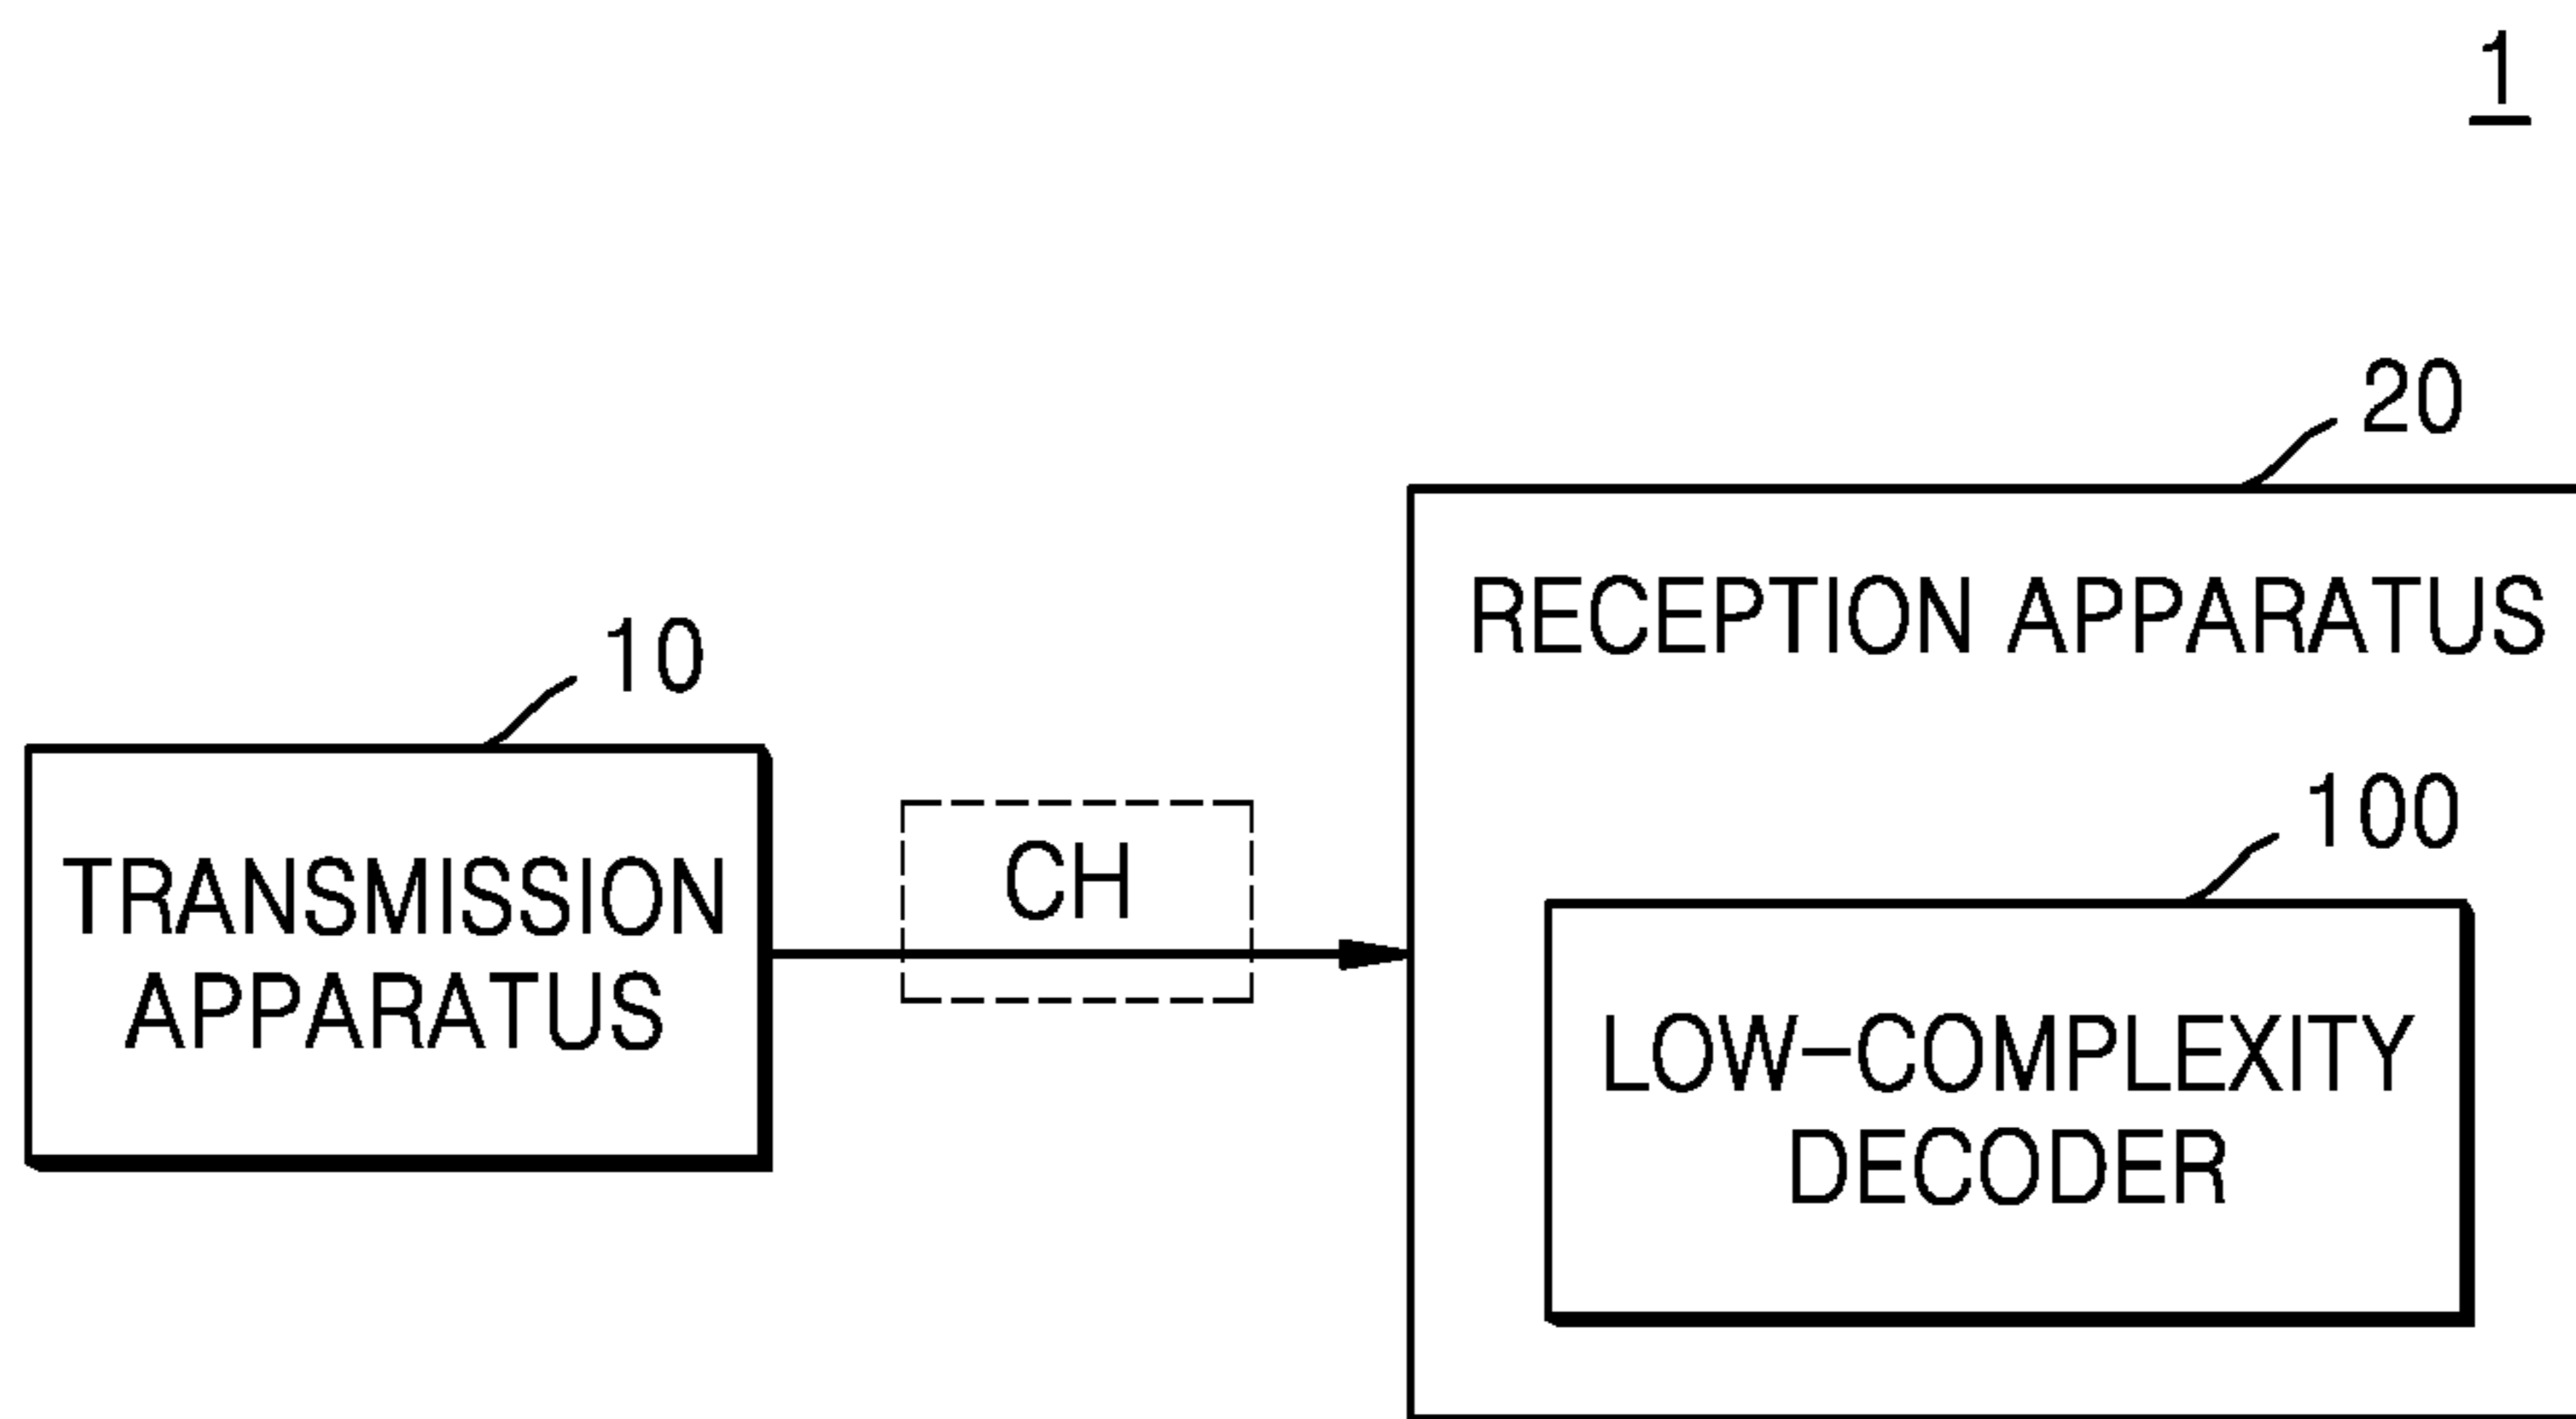 1
20
RECEPTION APPARATUS
10
100
TRANSMISSION
APPARATUS
CH
LOW-COMPLEXITY
DECODER